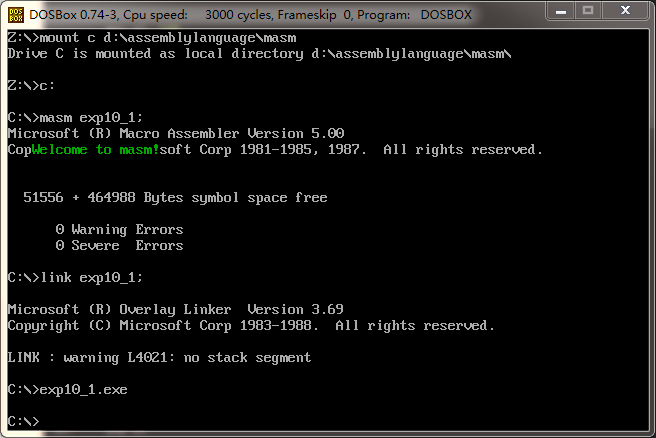 DOSBox 0.74-3, Cpu speed: 3000 cycles, Frameskip 0, Program: DOSBOX
Z:\>mount c d:\assemblylanguage\masm
Drive C is mounted as local directory d:\assemblylanguage\masm\
Z:\>c:
C:\>masm exp10_1;
Microsoft (R) Macro Assembler Version 5.00
CopWelcome to masm!soft Corp 1981-1985, 1987.  All rights reserved.
51556 + 464988 Bytes symbol space free
0 Warning Errors
0 Severe  Errors
C:\>link exp10_1;
Microsoft (R) Overlay Linker  Version 3.69
Copyright (C) Microsoft Corp 1983-1988.  All rights reserved.
LINK : warning L4021: no stack segment
C:\>exp10_1.exe
C:\>